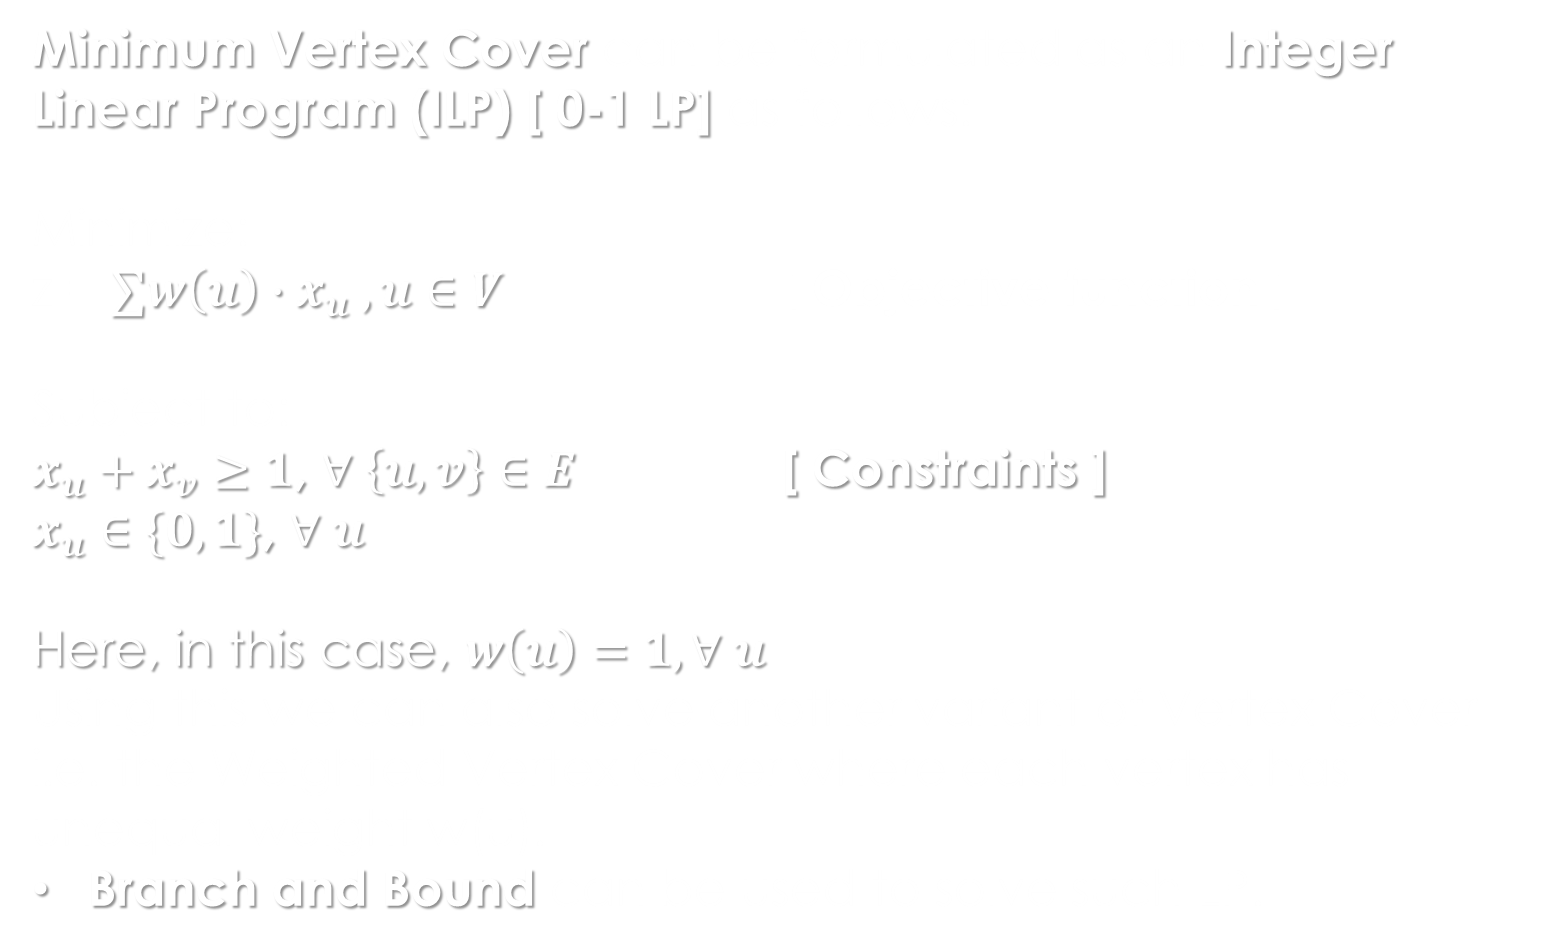 Minimum Vertex Cover Integer
Linear Program (ILP) [ 0-1 LP]
∑w(u) · x_u , u ∈ V
x_u + x_v ≥ 1, ∀ {u, v} ∈ E [ Constraints ]
x_u ∈ {0, 1}, ∀ u
Here, in this case, w(u) = 1, ∀ u
• Branch and Bound